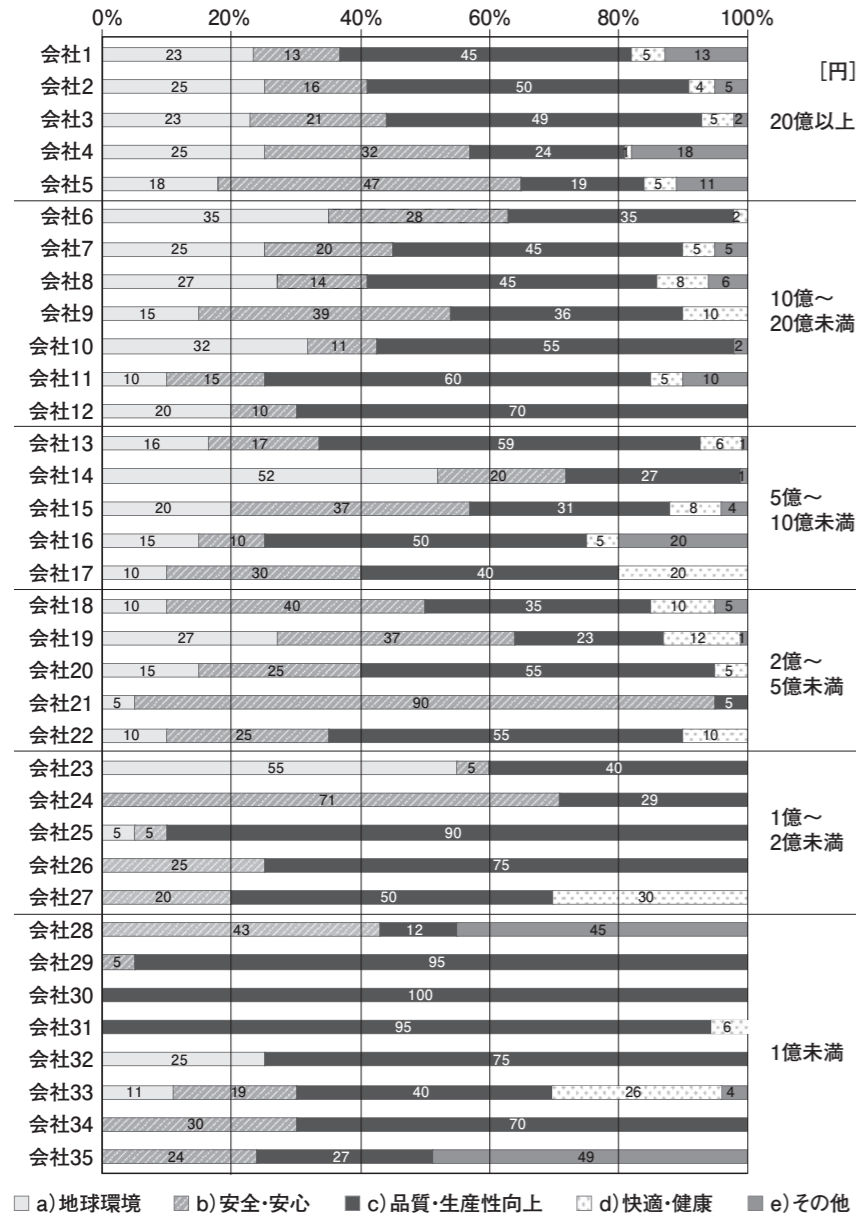 0% 20% 40% 60% 80% 100%
[円]
会社1 23 13 45 5 13
会社2 25 16 50 4 5
会社3 23 21 49 5 2
20億以上
会社4 25 32 24 1 18
会社5 18 47 19 5 11
会社6 35 28 35 2
会社7 25 20 45 5 5
会社8 27 14 45 8 6
10億〜
20億未満
会社9 15 39 36 10
会社10 32 11 55 2
会社11 10 15 60 5 10
会社12 20 10 70
会社13 16 17 59 6 1
会社14 52 20 27 1
会社15 20 37 31 8 4
5億〜
10億未満
会社16 15 10 50 5 20
会社17 10 30 40 20
会社18 10 40 35 10 5
会社19 27 37 23 12 1
会社20 15 25 55 5
2億〜
5億未満
会社21 5 90 5
会社22 10 25 55 10
会社23 55 5 40
会社24 71 29
会社25 5 5 90
1億〜
2億未満
会社26 25 75
会社27 20 50 30
会社28 43 12 45
会社29 5 95
会社30 100
会社31 95 6
会社32 25 75
1億未満
会社33 11 19 40 26 4
会社34 30 70
会社35 24 27 49
a)地球環境 b)安全・安心 c)品質・生産性向上 d)快適・健康 e)その他